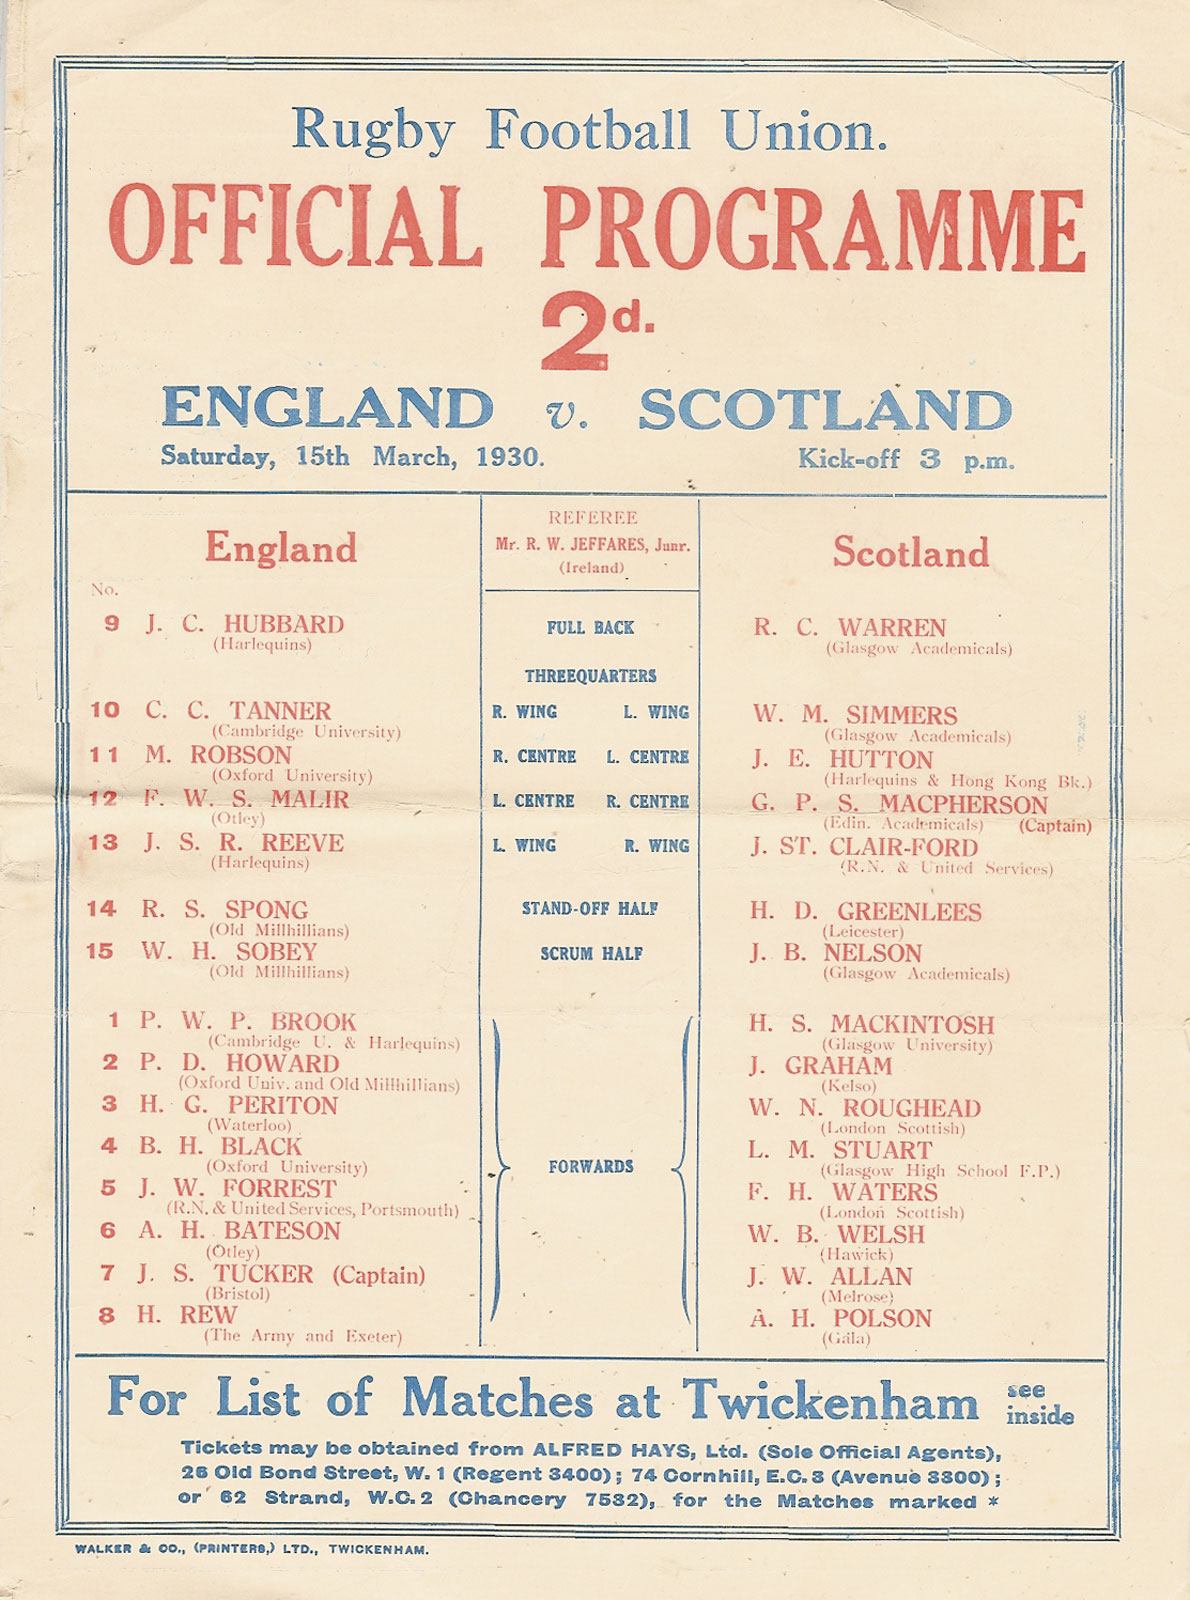 Rugby Football Union.
OFFICIAL PROGRAMME
2d.
ENGLAND v. SCOTLAND
Saturday, 15th March, 1930. Kick-off 3 p.m.
England
REFEREE
Mr. R. W. JEFFARES, Junr.
(Ireland)
Scotland
No.
9 J. C. HUBBARD FULL BACK R. C. WARREN
(Harlequins) (Glasgow Academicals)
THREEQUARTERS
10 C. C. TANNER R. WING L. WING W. M. SIMMERS
(Cambridge University) (Glasgow Academicals)
11 M. ROBSON R. CENTRE L. CENTRE J. E. HUTTON
(Oxford University) (Harlequins & Hong Kong Bk.)
12 F. W. S. MALIR L. CENTRE R. CENTRE G. P. S. MACPHERSON
(Otley) (Edin. Academicals) (Captain)
13 J. S. R. REEVE L. WING R. WING J. ST. CLAIR-FORD
(Harlequins) (R.N. & United Services)
14 R. S. SPONG STAND-OFF HALF H. D. GREENLEES
(Old Millhillians) (Leicester)
15 W. H. SOBEY SCRUM HALF J. B. NELSON
(Old Millhillians) (Glasgow Academicals)
1 P. W. P. BROOK H. S. MACKINTOSH
(Cambridge U. & Harlequins) (Glasgow University)
2 P. D. HOWARD J. GRAHAM
(Oxford Univ. and Old Millhillians) (Kelso)
3 H. G. PERITON W. N. ROUGHEAD
(Waterloo) (London Scottish)
4 B. H. BLACK FORWARDS L. M. STUART
(Oxford University) (Glasgow High School F.P.)
5 J. W. FORREST F. H. WATERS
(R.N. & United Services, Portsmouth) (London Scottish)
6 A. H. BATESON W. B. WELSH
(Otley) (Hawick)
7 J. S. TUCKER (Captain) J. W. ALLAN
(Bristol) (Melrose)
8 H. REW A. H. POLSON
(The Army and Exeter) (Gala)
For List of Matches at Twickenham see inside
Tickets may be obtained from ALFRED HAYS, Ltd. (Sole Official Agents),
26 Old Bond Street, W. 1 (Regent 3400); 74 Cornhill, E.C. 3 (Avenue 3300);
or 62 Strand, W.C. 2 (Chancery 7532), for the Matches marked *
WALKER & CO., (PRINTERS,) LTD., TWICKENHAM.